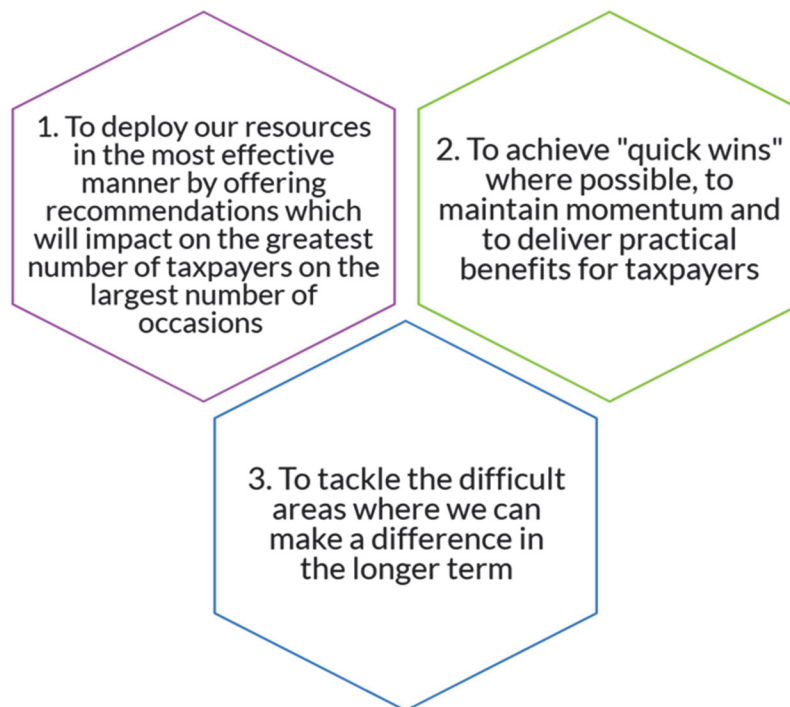 1. To deploy our resources
in the most effective
manner by offering
recommendations which
will impact on the greatest
number of taxpayers on the
largest number of
occasions
2. To achieve "quick wins"
where possible, to
maintain momentum and
to deliver practical
benefits for taxpayers
3. To tackle the difficult
areas where we can
make a difference in
the longer term